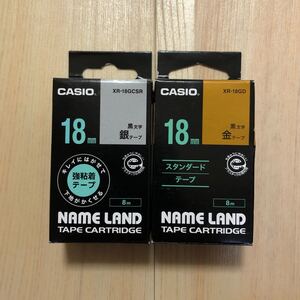 CASIO
XR-18GCSR
18mm
黒文字
銀テープ
キレイにはがせて
強粘着
テープ
下地がかくせる
8m
NAME LAND
TAPE CARTRIDGE
CASIO
XR-18GD
18mm
黒文字
金テープ
スタンダード
テープ
8m
NAME LAND
TAPE CARTRIDGE